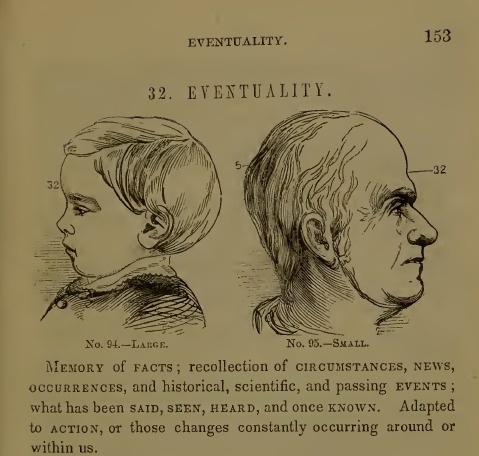 EVENTUALITY.
153
32. EVENTUALITY.
32
5
32
No. 94.—Large.
No. 95.—Small.
Memory of facts; recollection of circumstances, news,
occurrences, and historical, scientific, and passing events;
what has been said, seen, heard, and once known. Adapted
to action, or those changes constantly occurring around or
within us.